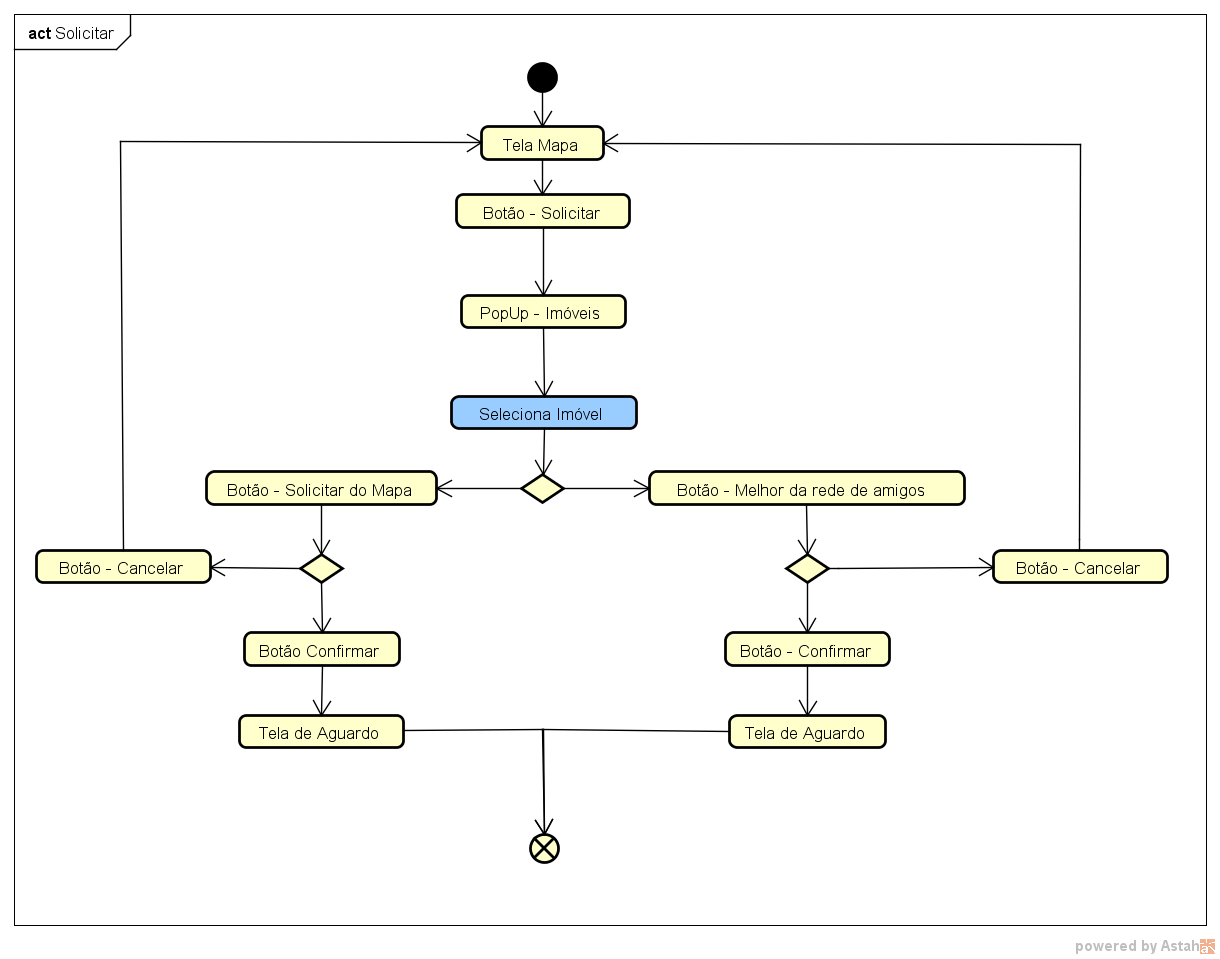 act Solicitar
Tela Mapa
Botão - Solicitar
PopUp - Imóveis
Seleciona Imóvel
Botão - Solicitar do Mapa
Botão - Melhor da rede de amigos
Botão - Cancelar
Botão - Cancelar
Botão Confirmar
Botão - Confirmar
Tela de Aguardo
Tela de Aguardo
powered by Astah